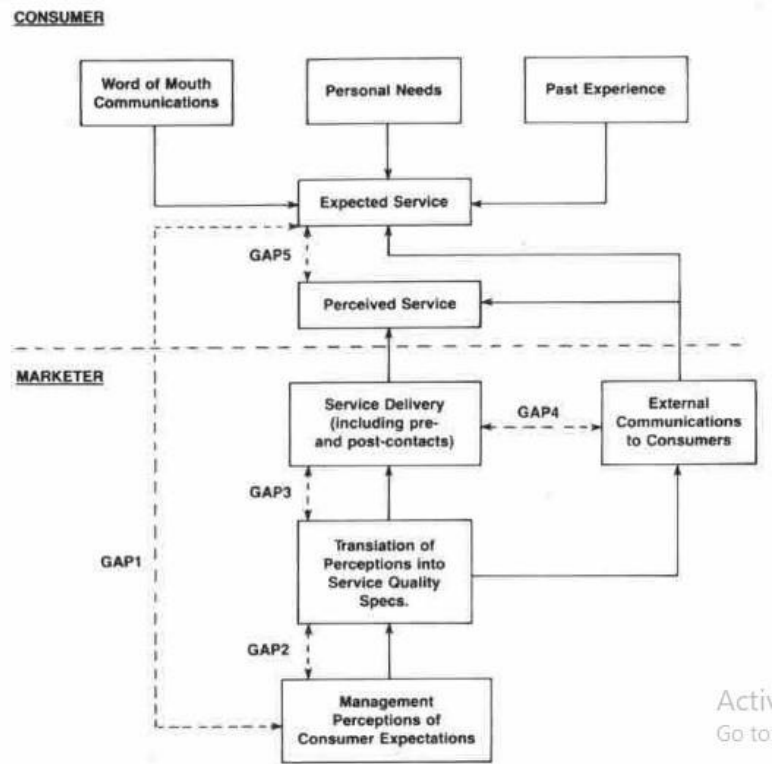 CONSUMER
Word of Mouth
Communications
Personal Needs
Past Experience
Expected Service
GAP5
Perceived Service
MARKETER
Service Delivery
(including pre-
and post-contacts)
GAP4
External
Communications
to Consumers
GAP3
Translation of
Perceptions into
Service Quality
Specs.
GAP1
GAP2
Management
Perceptions of
Consumer Expectations
Activ
Go to